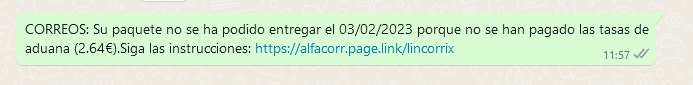 CORREOS: Su paquete no se ha podido entregar el 03/02/2023 porque no se han pagado las tasas de
aduana (2.64€).Siga las instrucciones: https://alfacorr.page.link/lincorrix
11:57